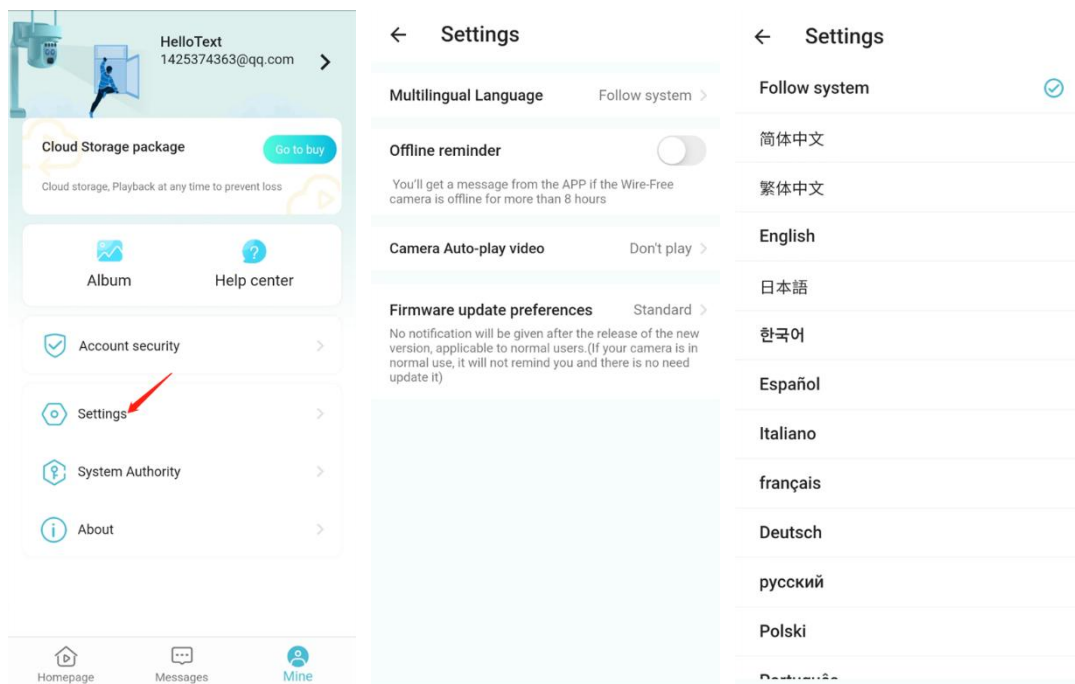 HelloText
1425374363@qq.com
Cloud Storage package
Go to buy
Cloud storage, Playback at any time to prevent loss
Album
Help center
Account security
Settings
System Authority
About
Homepage
Messages
Mine
Settings
Multilingual Language
Follow system
Offline reminder
You'll get a message from the APP if the Wire-Free
camera is offline for more than 8 hours
Camera Auto-play video
Don't play
Firmware update preferences
Standard
No notification will be given after the release of the new
version, applicable to normal users.(If your camera is in
normal use, it will not remind you and there is no need
update it)
Settings
Follow system
简体中文
繁体中文
English
日本語
한국어
Español
Italiano
français
Deutsch
русский
Polski
Português